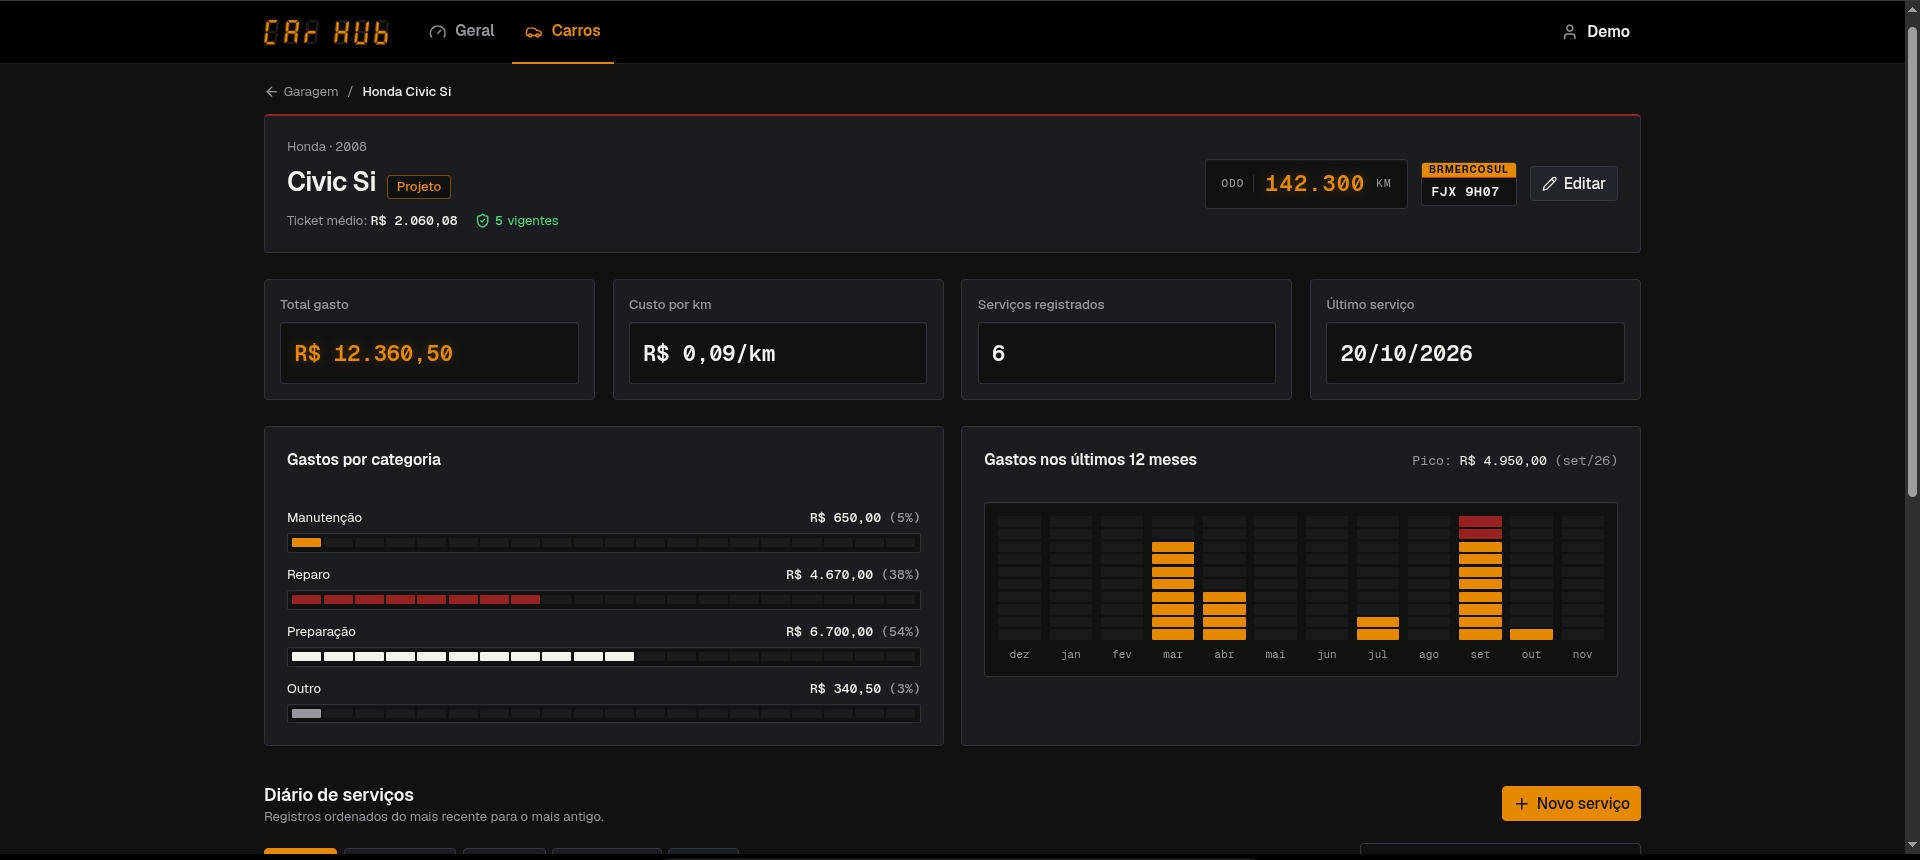 CAr HUb
Geral
Carros
Demo
Garagem / Honda Civic Si
Honda · 2008
Civic Si
Projeto
Ticket médio: R$ 2.060,08
5 vigentes
ODO 142.300 KM
BRMERCOSUL
FJX 9H07
Editar
Total gasto
R$ 12.360,50
Custo por km
R$ 0,09/km
Serviços registrados
6
Último serviço
20/10/2026
Gastos por categoria
Manutenção R$ 650,00 (5%)
Reparo R$ 4.670,00 (38%)
Preparação R$ 6.700,00 (54%)
Outro R$ 340,50 (3%)
Gastos nos últimos 12 meses
Pico: R$ 4.950,00 (set/26)
dez jan fev mar abr mai jun jul ago set out nov
Diário de serviços
Registros ordenados do mais recente para o mais antigo.
Novo serviço